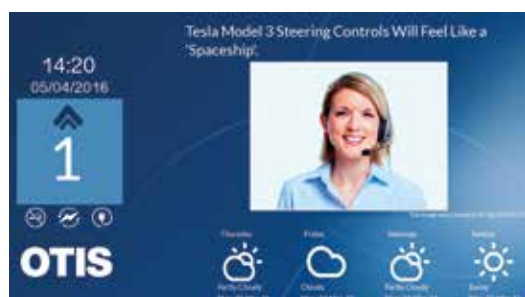 Tesla Model 3 Steering Controls Will Feel Like a
'Spaceship'.
14:20
05/04/2016
1
OTIS
Thursday
Friday
Sunday
Partly Cloudy
Cloudy
Partly Cloudy
Sunny